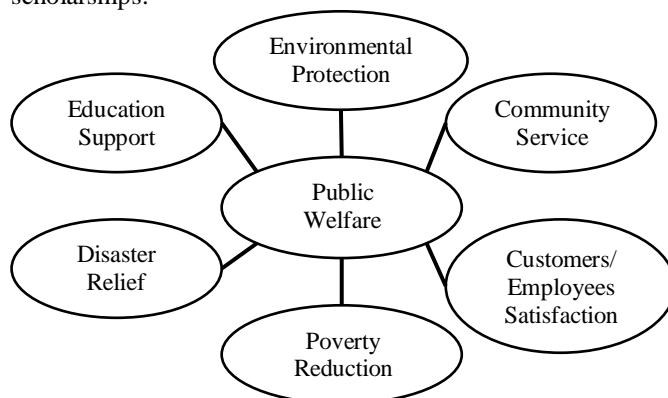 scholarships.
Environmental
Protection
Education
Support
Community
Service
Public
Welfare
Disaster
Relief
Customers/
Employees
Satisfaction
Poverty
Reduction